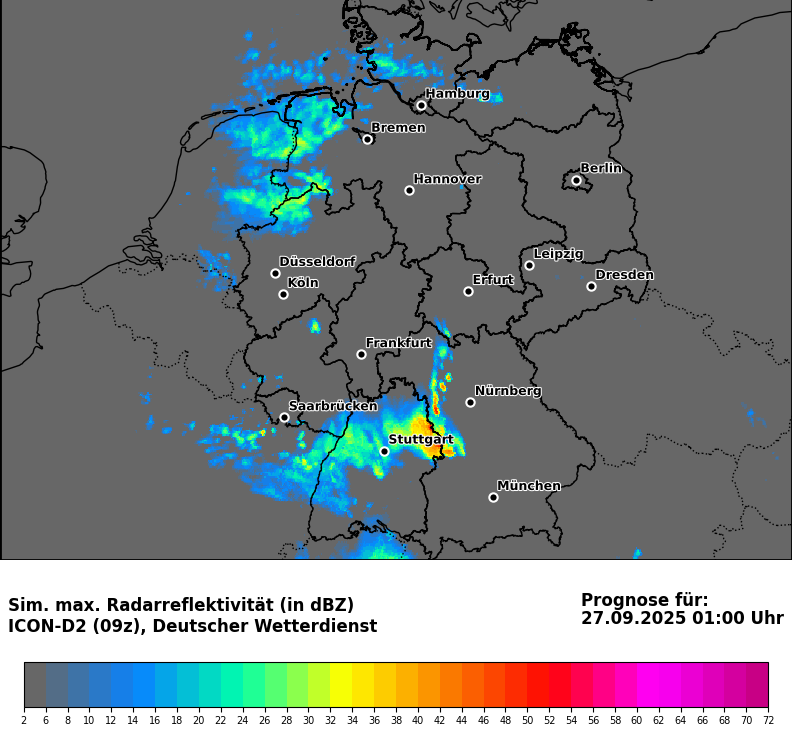 Hamburg
Bremen
Berlin
Hannover
Leipzig
Düsseldorf
Dresden
Köln
Erfurt
Frankfurt
Nürnberg
Saarbrücken
Stuttgart
München
Sim. max. Radarreflektivität (in dBZ)
ICON-D2 (09z), Deutscher Wetterdienst
Prognose für:
27.09.2025 01:00 Uhr
2 6 8 10 12 14 16 18 20 22 24 26 28 30 32 34 36 38 40 42 44 46 48 50 52 54 56 58 60 62 64 66 68 70 72